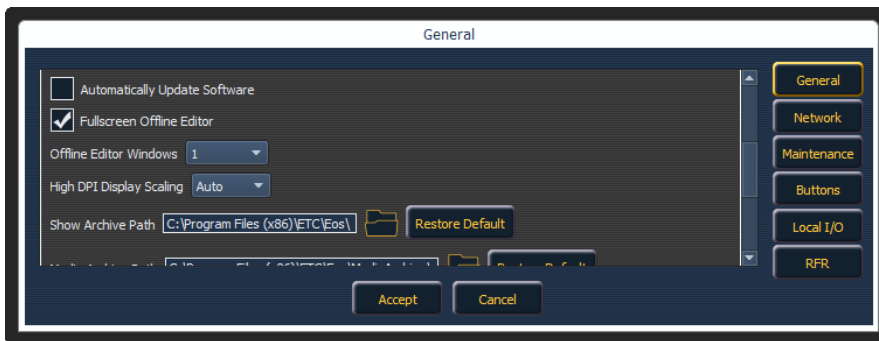 General
Automatically Update Software
Fullscreen Offline Editor
Offline Editor Windows 1
High DPI Display Scaling Auto
Show Archive Path C:\Program Files (x86)\ETC\Eos\ Restore Default
General
Network
Maintenance
Buttons
Local I/O
RFR
Accept Cancel